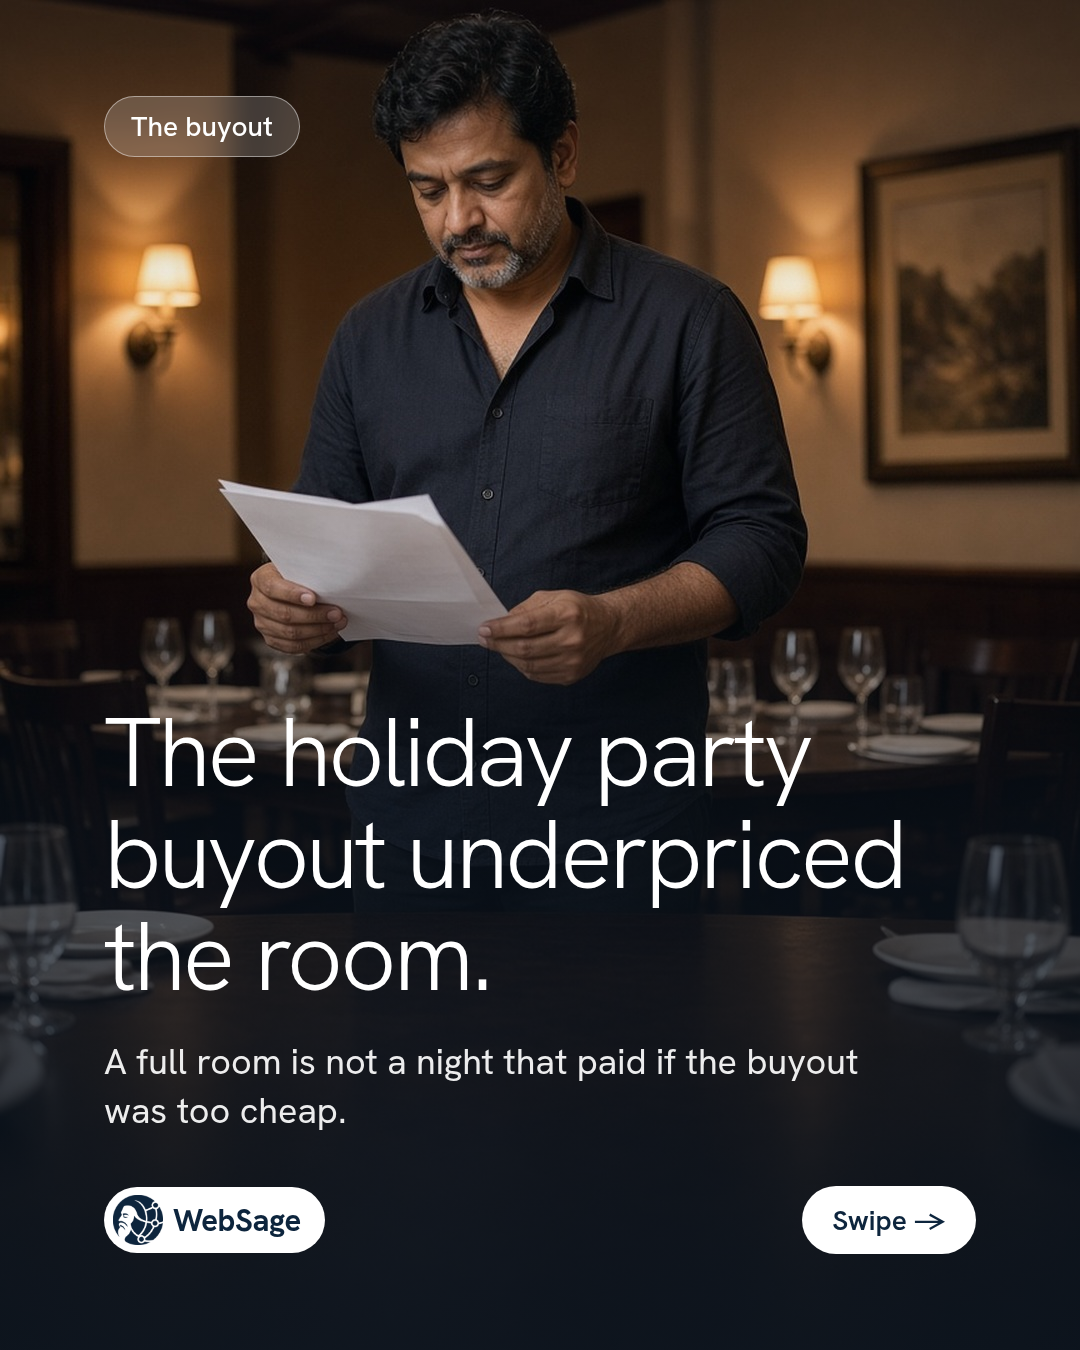 The buyout
The holiday party
buyout underpriced
the room.
A full room is not a night that paid if the buyout
was too cheap.
WebSage
Swipe →